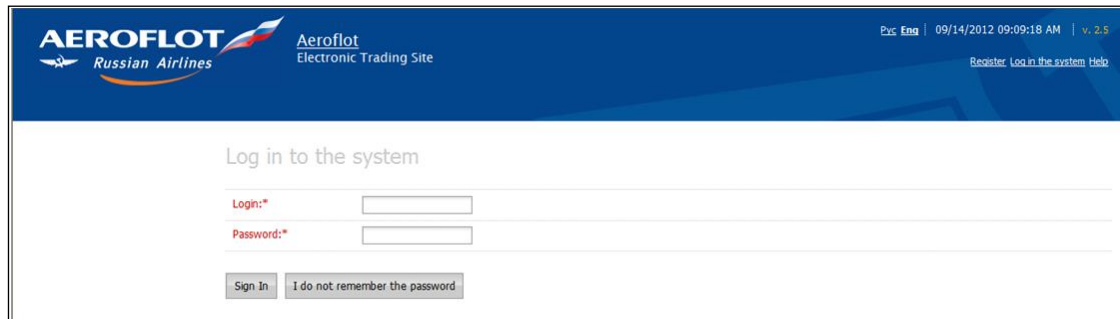 AEROFLOT
Russian Airlines
Aeroflot
Electronic Trading Site
Рус Eng 09/14/2012 09:09:18 AM v. 2.5
Register Log in the system Help
Log in to the system
Login:*
Password:*
Sign In I do not remember the password